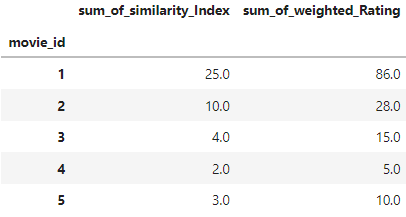 sum_of_similarity_Index sum_of_weighted_Rating
movie_id
1 25.0 86.0
2 10.0 28.0
3 4.0 15.0
4 2.0 5.0
5 3.0 10.0